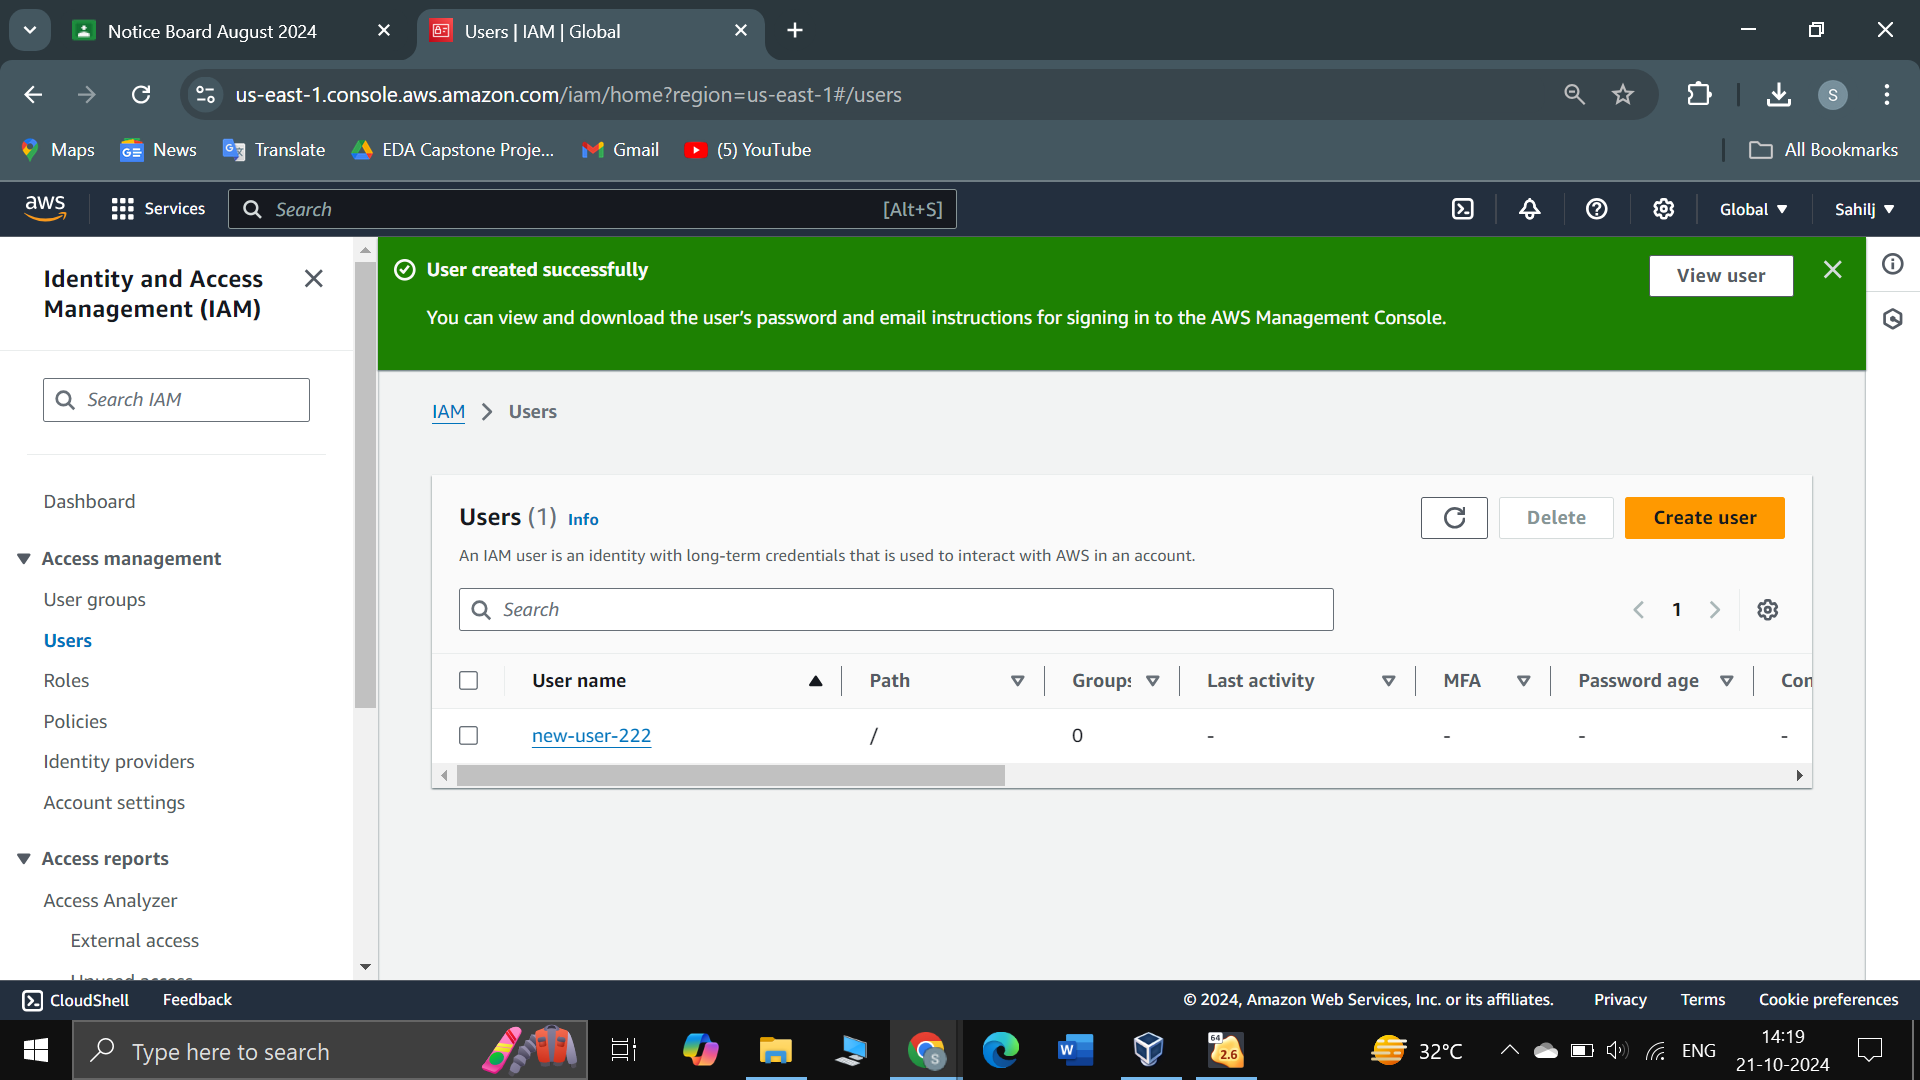 Notice Board August 2024
Users | IAM | Global
us-east-1.console.aws.amazon.com/iam/home?region=us-east-1#/users
S
Maps
News
Translate
EDA Capstone Proje...
Gmail
(5) YouTube
All Bookmarks
aws
Services
Search
[Alt+S]
Global
Sahilj
Identity and Access
Management (IAM)
Search IAM
Dashboard
Access management
User groups
Users
Roles
Policies
Identity providers
Account settings
Access reports
Access Analyzer
External access
Unused access
User created successfully
You can view and download the user's password and email instructions for signing in to the AWS Management Console.
View user
IAM > Users
Users (1) Info
An IAM user is an identity with long-term credentials that is used to interact with AWS in an account.
Delete
Create user
Search
1
User name
Path
Groups
Last activity
MFA
Password age
Con
new-user-222
/
0
-
-
-
-
CloudShell
Feedback
© 2024, Amazon Web Services, Inc. or its affiliates.
Privacy
Terms
Cookie preferences
Type here to search
S
W
64
2.6
32°C
ENG
14:19
21-10-2024